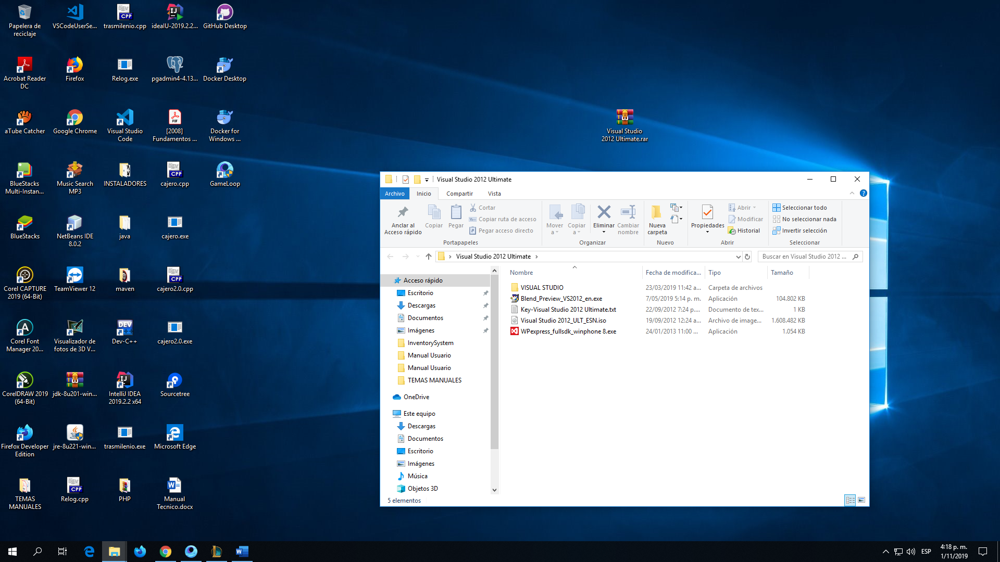 Papelera de
reciclaje
VSCodeUserSe...
trasmilenio.cpp
ideaIU-2019.2.2...
GitHub Desktop
Acrobat Reader
DC
Firefox
Relog.exe
pgadmin4-4.13...
Docker Desktop
aTube Catcher
Google Chrome
Visual Studio
Code
[2008]
Fundamentos ...
Docker for
Windows ...
BlueStacks
Multi-Instan...
Music Search
MP3
INSTALADORES
cajero.cpp
GameLoop
BlueStacks
NetBeans IDE
8.0.2
java
cajero.exe
Corel CAPTURE
2019 (64-Bit)
TeamViewer 12
maven
cajero2.0.cpp
Corel Font
Manager 20...
Visualizador de
fotos de 3D V...
Dev-C++
cajero2.0.exe
CorelDRAW 2019
(64-Bit)
jdk-8u201-win...
IntelliJ IDEA
2019.2.2 x64
Sourcetree
Firefox Developer
Edition
jre-8u221-win...
trasmilenio.exe
Microsoft Edge
TEMAS
MANUALES
Relog.cpp
PHP
Manual
Tecnico.docx
Visual Studio
2012 Ultimate.rar
Visual Studio 2012 Ultimate
Archivo
Inicio
Compartir
Vista
Anclar al
Acceso rápido
Copiar
Pegar
Cortar
Copiar ruta de acceso
Pegar acceso directo
Portapapeles
Mover
a
Copiar
a
Eliminar
Cambiar
nombre
Organizar
Nueva
carpeta
Nuevo
Propiedades
Abrir
Modificar
Historial
Abrir
Seleccionar todo
No seleccionar nada
Invertir selección
Seleccionar
Visual Studio 2012 Ultimate
Buscar en Visual Studio 2012 ...
Acceso rápido
Escritorio
Descargas
Documentos
Imágenes
InventorySystem
Manual Usuario
Manual Usuario
TEMAS MANUALES
OneDrive
Este equipo
Descargas
Documentos
Escritorio
Imágenes
Música
Objetos 3D
Nombre Fecha de modifica... Tipo Tamaño
VISUAL STUDIO 23/03/2019 11:42 a... Carpeta de archivos
Blend_Preview_VS2012_en.exe 7/05/2019 5:14 p. m. Aplicación 104.802 KB
Key-Visual Studio 2012 Ultimate.txt 22/09/2012 7:24 p.... Documento de tex... 1 KB
Visual Studio 2012_ULT_ESN.iso 19/09/2012 12:24 a... Archivo de image... 1.608.482 KB
WPexpress_fullsdk_winphone 8.exe 24/01/2013 11:00 ... Aplicación 1.054 KB
5 elementos
ESP
4:18 p. m.
1/11/2019